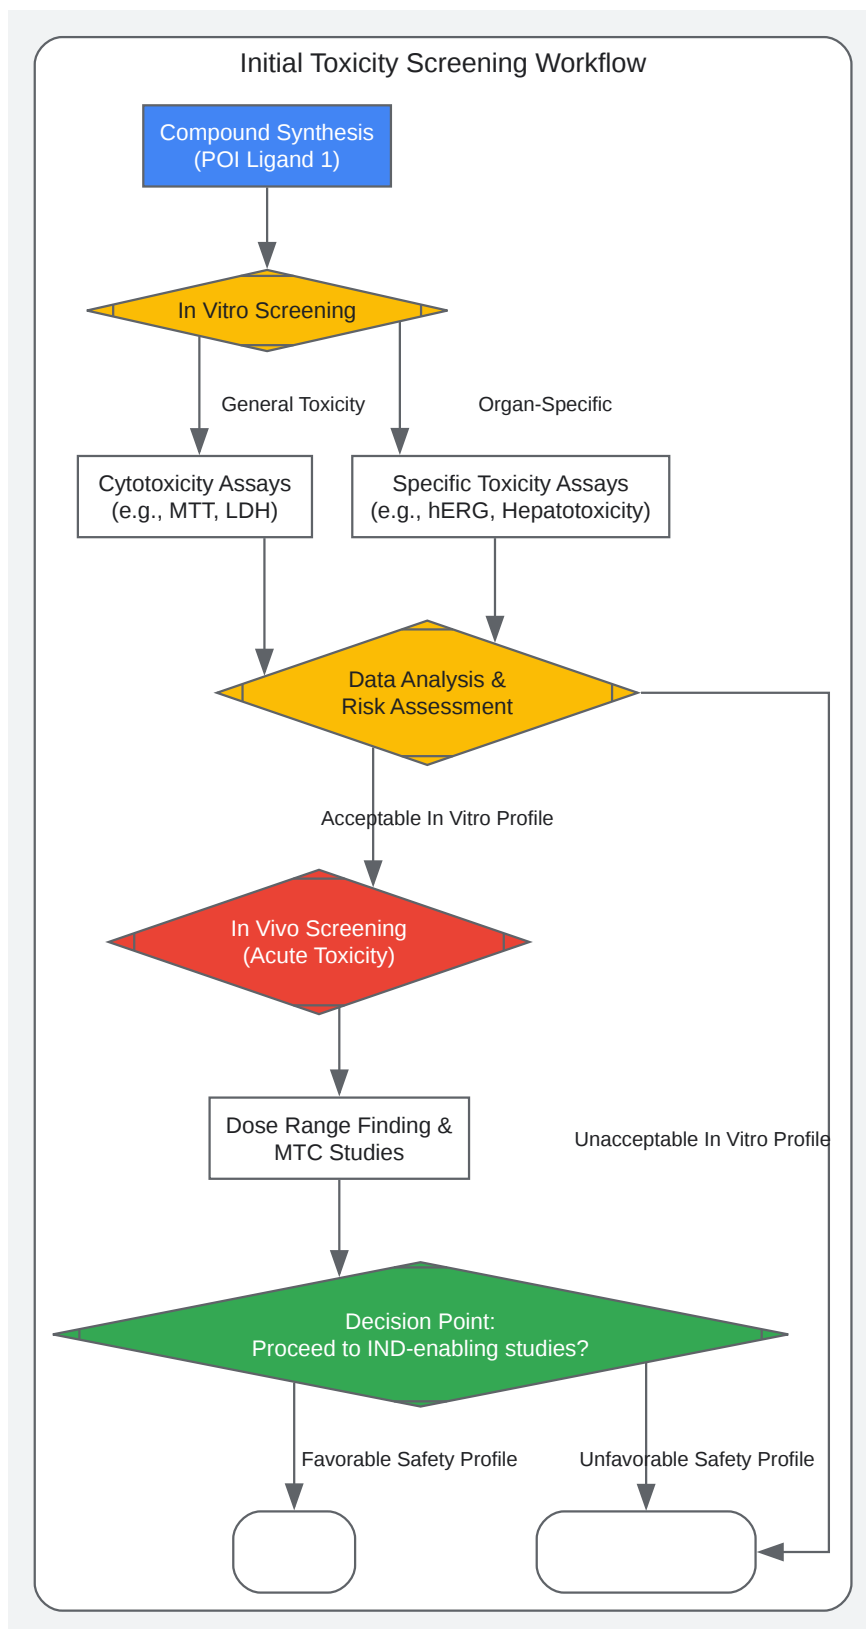 Initial Toxicity Screening Workflow
Compound Synthesis
(POI Ligand 1)
In Vitro Screening
General Toxicity
Organ-Specific
Cytotoxicity Assays
(e.g., MTT, LDH)
Specific Toxicity Assays
(e.g., hERG, Hepatotoxicity)
Data Analysis &
Risk Assessment
Acceptable In Vitro Profile
In Vivo Screening
(Acute Toxicity)
Dose Range Finding &
MTC Studies
Unacceptable In Vitro Profile
Decision Point:
Proceed to IND-enabling studies?
Favorable Safety Profile
Unfavorable Safety Profile